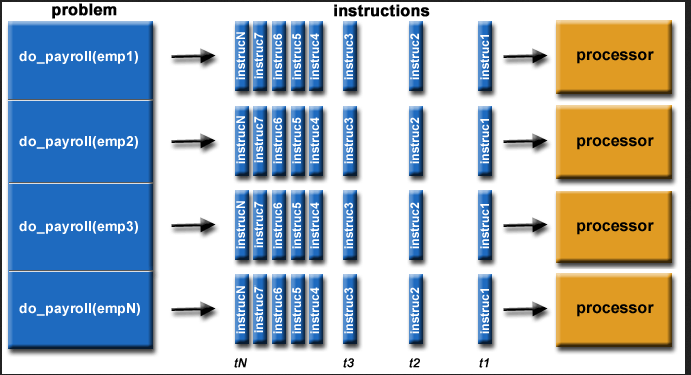 problem
instructions
do_payroll(emp1)
instrucN
instruc7
instruc6
instruc5
instruc4
instruc3
instruc2
instruc1
processor
do_payroll(emp2)
instrucN
instruc7
instruc6
instruc5
instruc4
instruc3
instruc2
instruc1
processor
do_payroll(emp3)
instrucN
instruc7
instruc6
instruc5
instruc4
instruc3
instruc2
instruc1
processor
do_payroll(empN)
instrucN
instruc7
instruc6
instruc5
instruc4
instruc3
instruc2
instruc1
processor
tN
t3
t2
t1